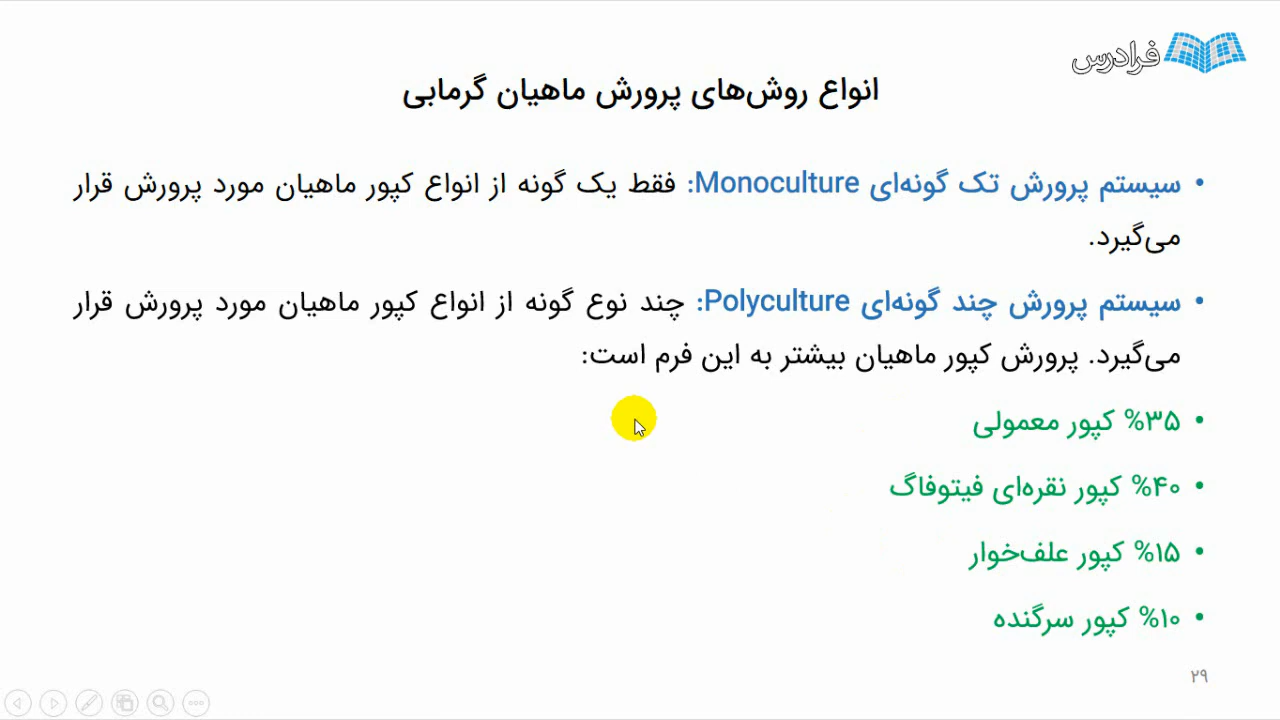 فرادرس
انواع روش‌های پرورش ماهیان گرمابی
• سیستم پرورش تک گونه‌ای Monoculture: فقط یک گونه از انواع کپور ماهیان مورد پرورش قرار
می‌گیرد.
• سیستم پرورش چند گونه‌ای Polyculture: چند نوع گونه از انواع کپور ماهیان مورد پرورش قرار
می‌گیرد. پرورش کپور ماهیان بیشتر به این فرم است:
• ۳۵% کپور معمولی
• ۴۰% کپور نقره‌ای فیتوفاگ
• ۱۵% کپور علف‌خوار
• ۱۰% کپور سرگنده
۲۹